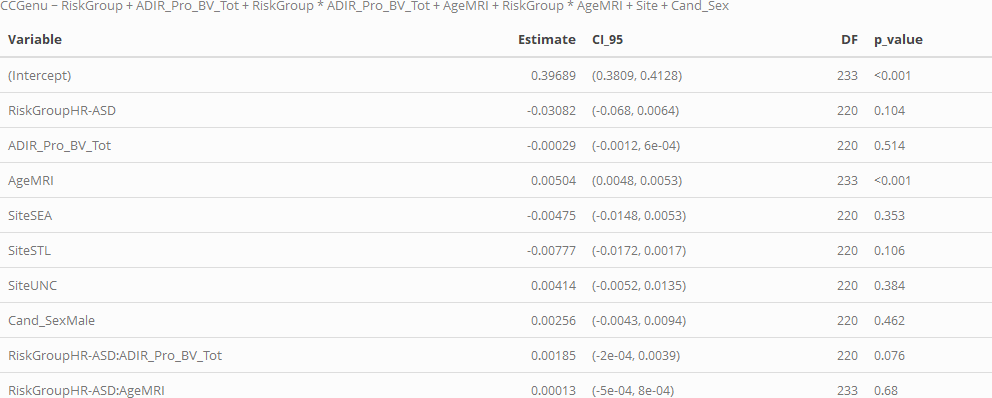 CCGenu ~ RiskGroup + ADIR_Pro_BV_Tot + RiskGroup * ADIR_Pro_BV_Tot + AgeMRI + RiskGroup * AgeMRI + Site + Cand_Sex
Variable Estimate CI_95 DF p_value
(Intercept) 0.39689 (0.3809, 0.4128) 233 <0.001
RiskGroupHR-ASD -0.03082 (-0.068, 0.0064) 220 0.104
ADIR_Pro_BV_Tot -0.00029 (-0.0012, 6e-04) 220 0.514
AgeMRI 0.00504 (0.0048, 0.0053) 233 <0.001
SiteSEA -0.00475 (-0.0148, 0.0053) 220 0.353
SiteSTL -0.00777 (-0.0172, 0.0017) 220 0.106
SiteUNC 0.00414 (-0.0052, 0.0135) 220 0.384
Cand_SexMale 0.00256 (-0.0043, 0.0094) 220 0.462
RiskGroupHR-ASD:ADIR_Pro_BV_Tot 0.00185 (-2e-04, 0.0039) 220 0.076
RiskGroupHR-ASD:AgeMRI 0.00013 (-5e-04, 8e-04) 233 0.68